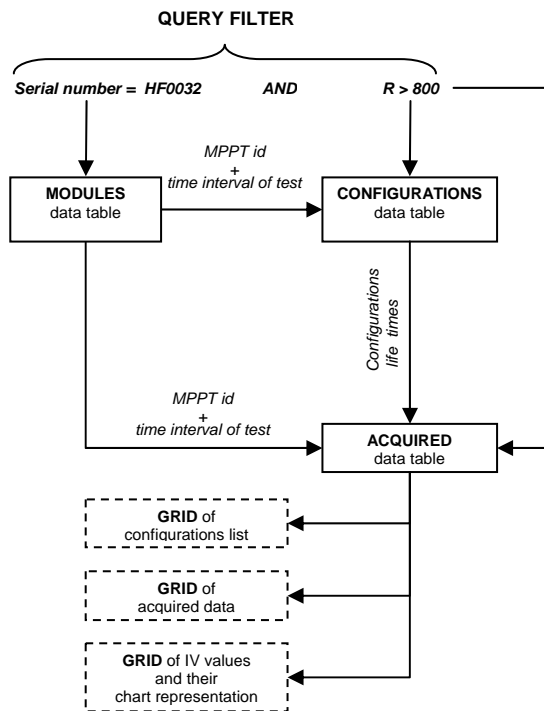 QUERY FILTER
Serial number = HF0032 AND R > 800
MPPT id
+
time interval of test
MODULES
data table
CONFIGURATIONS
data table
Configurations
life times
MPPT id
+
time interval of test
ACQUIRED
data table
GRID of
configurations list
GRID of
acquired data
GRID of IV values
and their
chart representation